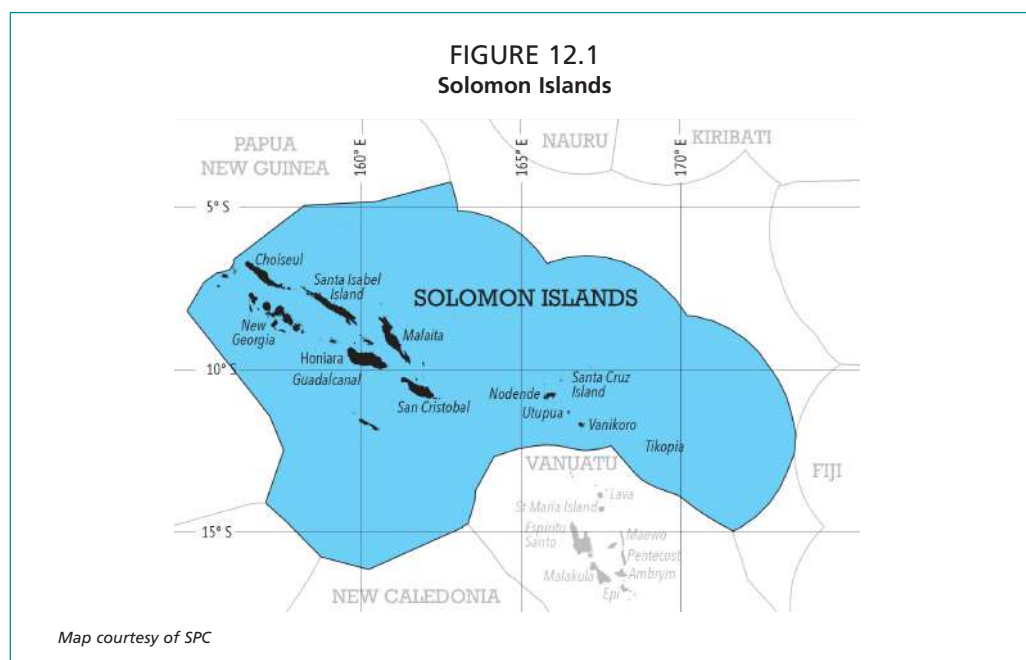 FIGURE 12.1
Solomon Islands
PAPUA
NEW GUINEA
160° E
165° E
NAURU
170° E
KIRIBATI
5° S
Choiseul
Santa Isabel
Island
SOLOMON ISLANDS
New
Georgia
Malaita
Honiara
10° S
Guadalcanal
San Cristobal
Nodende
Santa Cruz
Island
Utupua
Vanikoro
Tikopia
VANUATU
FIJI
Lava
St Maria Island
15° S
Espiritu
Santo
Maewo
Pentecost
Malakula
Ambrym
Epi
NEW CALEDONIA
Map courtesy of SPC